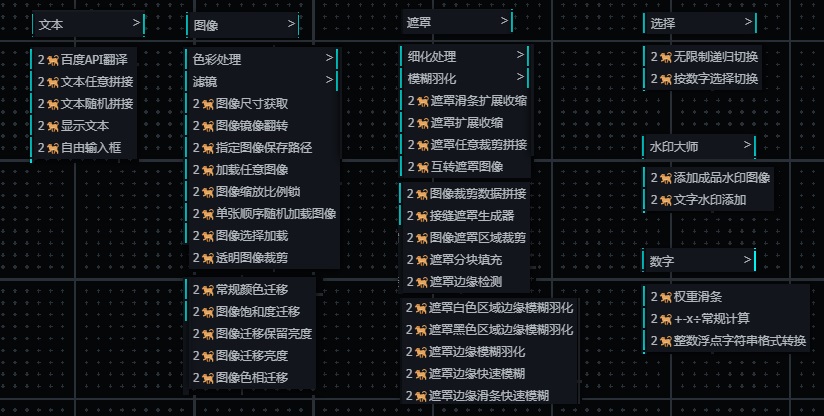 文本 >
2🐕百度API翻译
2🐕文本任意拼接
2🐕文本随机拼接
2🐕显示文本
2🐕自由输入框
图像 >
色彩处理 >
滤镜 >
2🐕图像尺寸获取
2🐕图像镜像翻转
2🐕指定图像保存路径
2🐕加载任意图像
2🐕图像缩放比例锁
2🐕单张顺序随机加载图像
2🐕图像选择加载
2🐕透明图像裁剪
2🐕常规颜色迁移
2🐕图像饱和度迁移
2🐕图像迁移保留亮度
2🐕图像迁移亮度
2🐕图像色相迁移
遮罩 >
细化处理 >
模糊羽化 >
2🐕遮罩滑条扩展收缩
2🐕遮罩扩展收缩
2🐕遮罩任意裁剪拼接
2🐕互转遮罩图像
2🐕图像裁剪数据拼接
2🐕接缝遮罩生成器
2🐕图像遮罩区域裁剪
2🐕遮罩分块填充
2🐕遮罩边缘检测
2🐕遮罩白色区域边缘模糊羽化
2🐕遮罩黑色区域边缘模糊羽化
2🐕遮罩边缘模糊羽化
2🐕遮罩边缘快速模糊
2🐕遮罩边缘滑条快速模糊
选择 >
2🐕无限制递归切换
2🐕按数字选择切换
水印大师 >
2🐕添加成品水印图像
2🐕文字水印添加
数字 >
2🐕权重滑条
2🐕+-x÷常规计算
2🐕整数浮点字符串格式转换